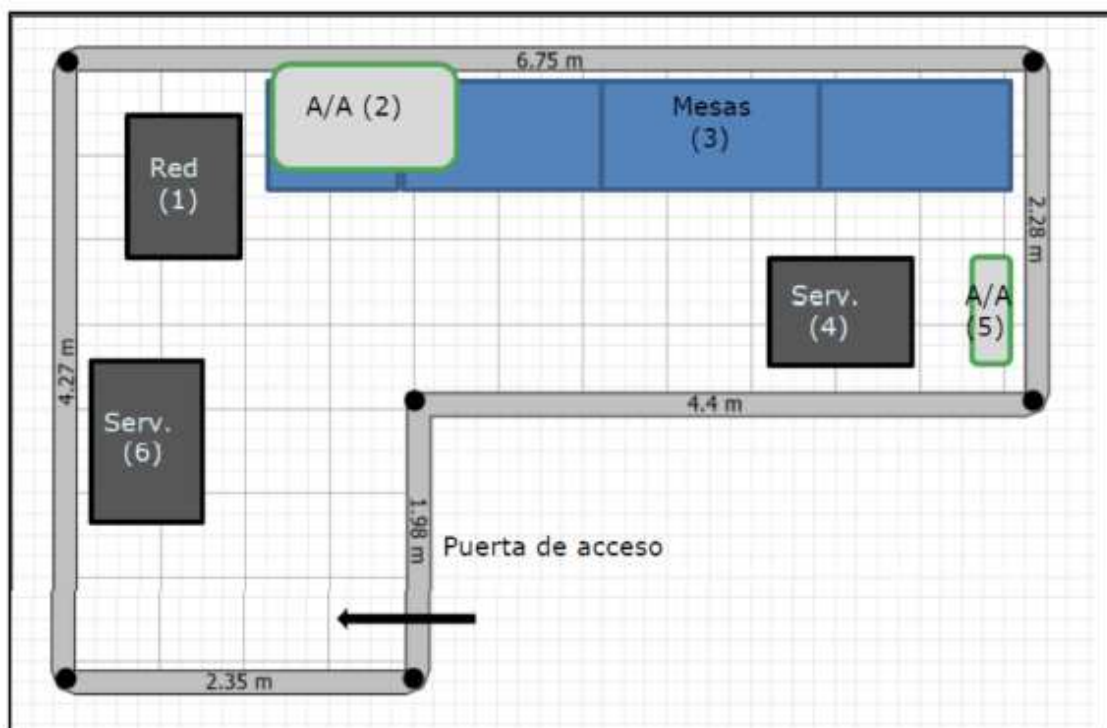 6.75 m
A/A (2)
Mesas
(3)
Red
(1)
2.28 m
Serv.
(4)
A/A
(5)
4.27 m
4.4 m
Serv.
(6)
1.98 m
Puerta de acceso
2.35 m